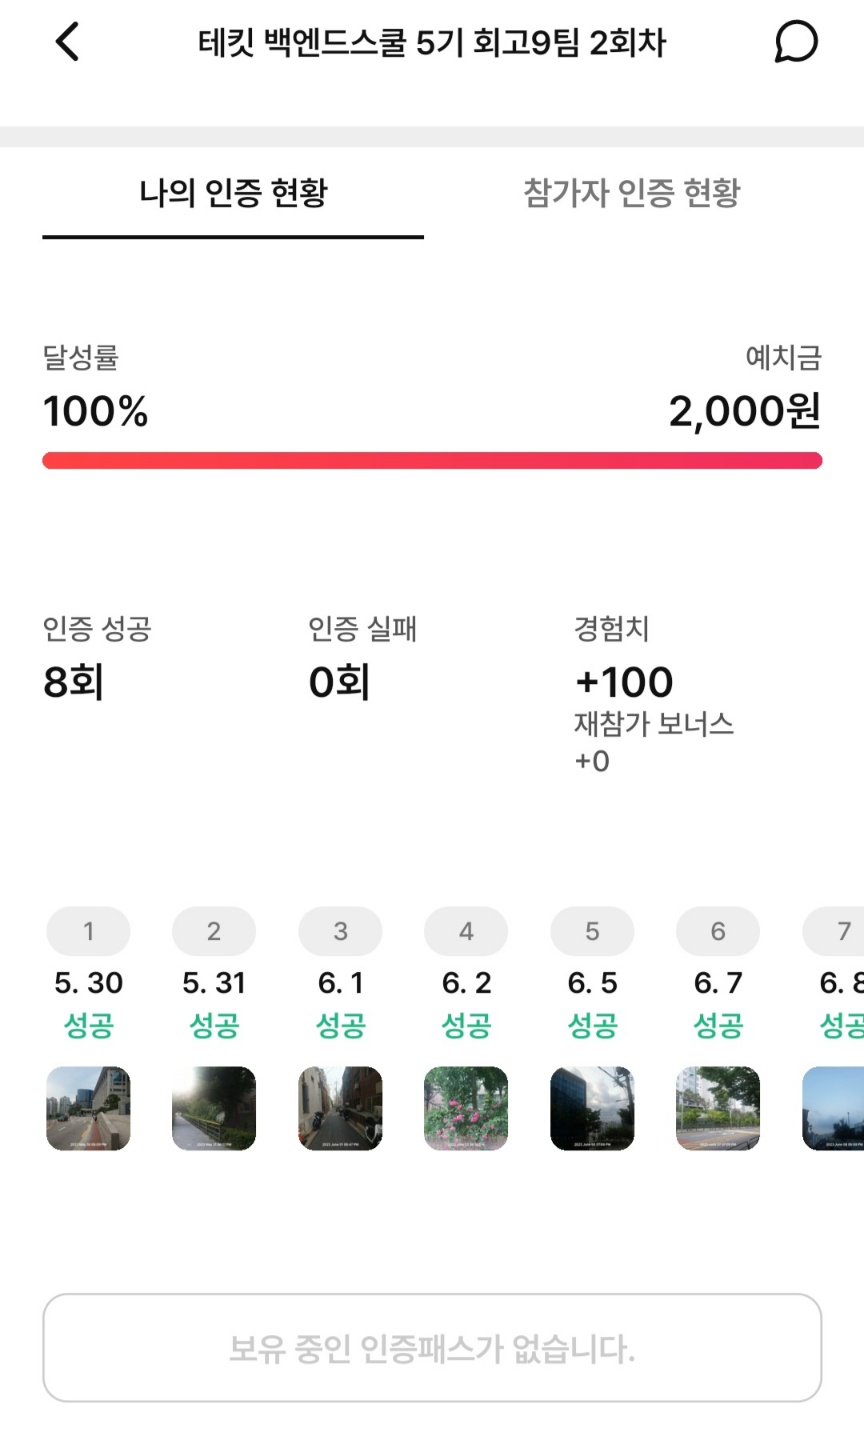 테킷 백엔드스쿨 5기 회고9팀 2회차
나의 인증 현황
참가자 인증 현황
달성률
예치금
100%
2,000원
인증 성공
인증 실패
경험치
8회
0회
+100
재참가 보너스
+0
1 2 3 4 5 6 7
5. 30 5. 31 6. 1 6. 2 6. 5 6. 7 6. 8
성공 성공 성공 성공 성공 성공 성공
보유 중인 인증패스가 없습니다.